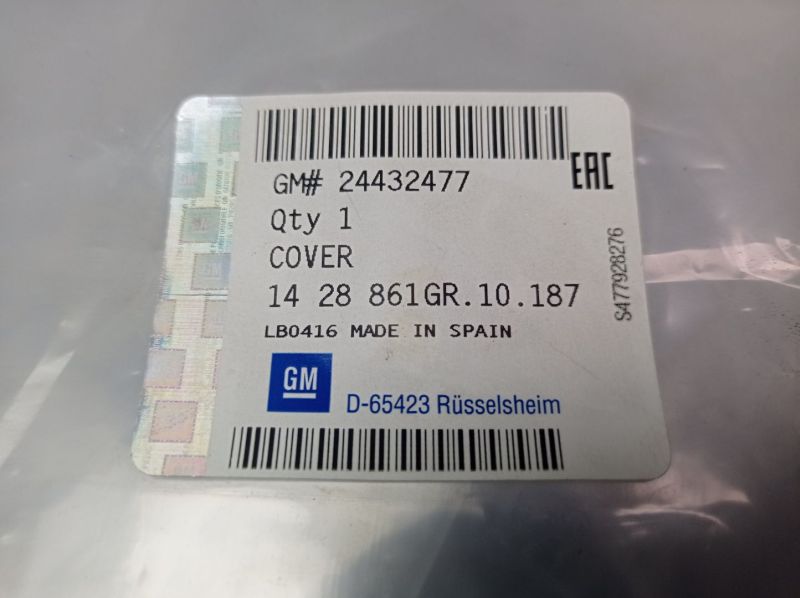 GM# 24432477
EAC
Qty 1
COVER
14 28 861GR.10.187
LB0416 MADE IN SPAIN
S477928276
GM
D-65423 Rüsselsheim